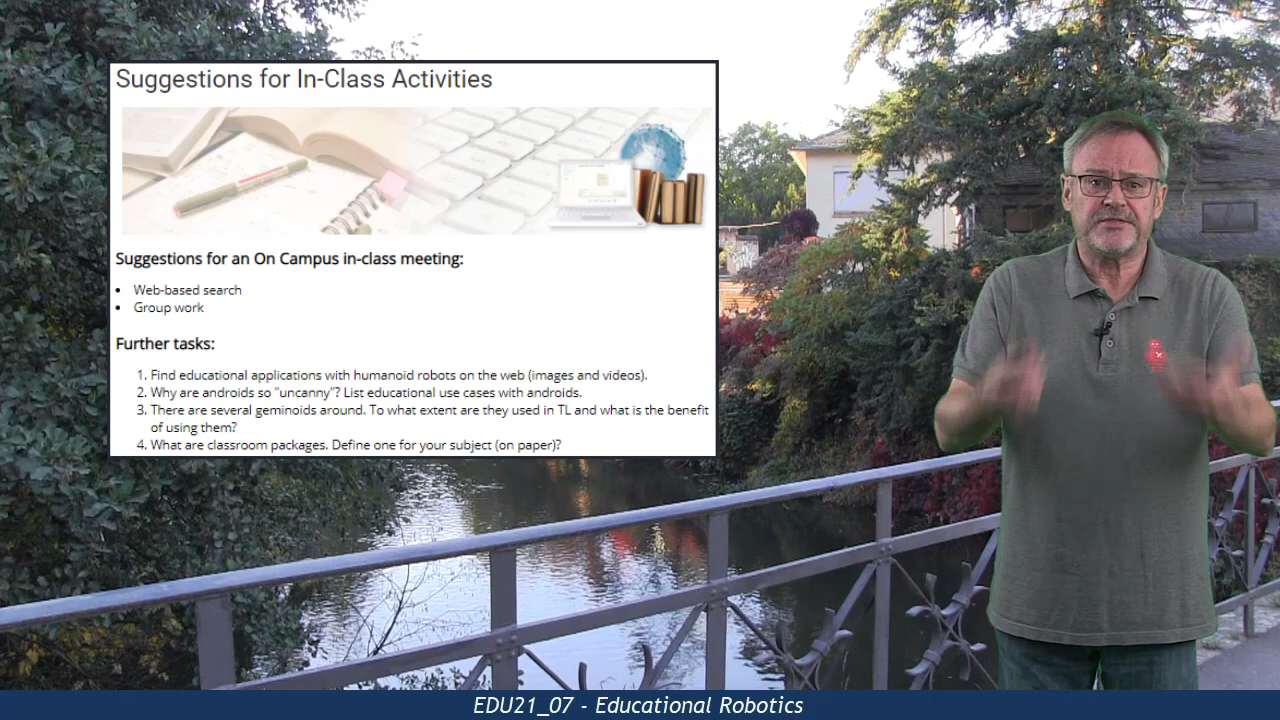 Suggestions for In-Class Activities
Suggestions for an On Campus in-class meeting:
• Web-based search
• Group work
Further tasks:
1. Find educational applications with humanoid robots on the web (images and videos).
2. Why are androids so "uncanny"? List educational use cases with androids.
3. There are several geminoids around. To what extent are they used in TL and what is the benefit
of using them?
4. What are classroom packages. Define one for your subject (on paper)?
EDU21_07 - Educational Robotics